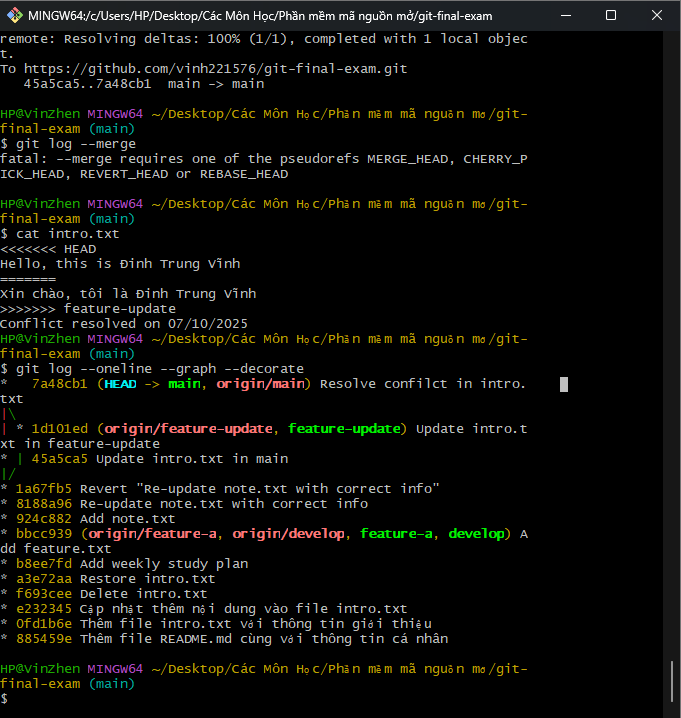 MINGW64:/c/Users/HP/Desktop/Các Môn Học/Phần mềm mã nguồn mở/git-final-exam
remote: Resolving deltas: 100% (1/1), completed with 1 local objec
t.
To https://github.com/vinh221576/git-final-exam.git
   45a5ca5..7a48cb1  main -> main

HP@VinZhen MINGW64 ~/Desktop/Các Môn Học/Phần mềm mã nguồn mở/git-
final-exam (main)
$ git log --merge
fatal: --merge requires one of the pseudorefs MERGE_HEAD, CHERRY_P
ICK_HEAD, REVERT_HEAD or REBASE_HEAD

HP@VinZhen MINGW64 ~/Desktop/Các Môn Học/Phần mềm mã nguồn mở/git-
final-exam (main)
$ cat intro.txt
<<<<<<< HEAD
Hello, this is Đinh Trung Vĩnh
=======
Xin chào, tôi là Đinh Trung Vĩnh
>>>>>>> feature-update
Conflict resolved on 07/10/2025
HP@VinZhen MINGW64 ~/Desktop/Các Môn Học/Phần mềm mã nguồn mở/git-
final-exam (main)
$ git log --oneline --graph --decorate
*   7a48cb1 (HEAD -> main, origin/main) Resolve confilct in intro.
txt
|\
| * 1d101ed (origin/feature-update, feature-update) Update intro.t
xt in feature-update
* | 45a5ca5 Update intro.txt in main
|/
* 1a67fb5 Revert "Re-update note.txt with correct info"
* 8188a96 Re-update note.txt with correct info
* 924c882 Add note.txt
* bbcc939 (origin/feature-a, origin/develop, feature-a, develop) A
dd feature.txt
* b8ee7fd Add weekly study plan
* a3e72aa Restore intro.txt
* f693cee Delete intro.txt
* e232345 Cập nhật thêm nội dung vào file intro.txt
* 0fd1b6e Thêm file intro.txt với thông tin giới thiệu
* 885459e Thêm file README.md cùng với thông tin cá nhân

HP@VinZhen MINGW64 ~/Desktop/Các Môn Học/Phần mềm mã nguồn mở/git-
final-exam (main)
$